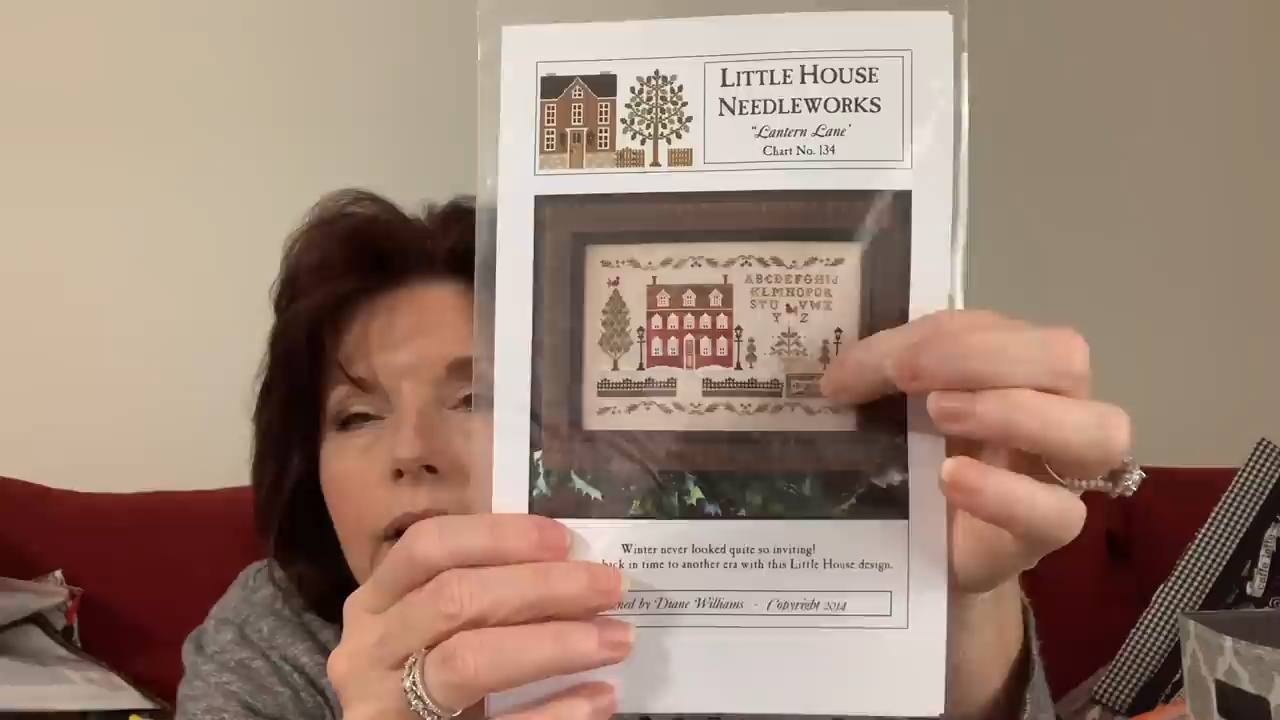 LITTLE HOUSE
NEEDLEWORKS
"Lantern Lane"
Chart No. 134
ABCDEFGHIJ
KLMNOPQR
STU VWX
Y Z
Winter never looked quite so inviting!
back in time to another era with this Little House design.
by Diane Williams - Copyright 2014